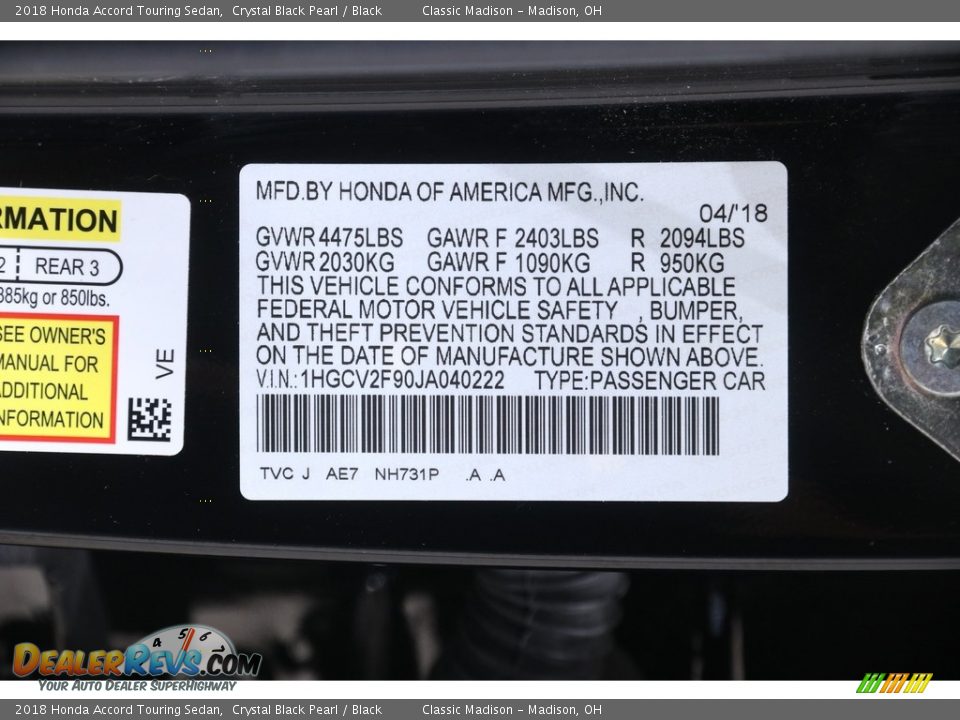 2018 Honda Accord Touring Sedan, Crystal Black Pearl / Black Classic Madison – Madison, OH
MFD.BY HONDA OF AMERICA MFG.,INC.
04/'18
GVWR 4475LBS GAWR F 2403LBS R 2094LBS
GVWR 2030KG GAWR F 1090KG R 950KG
THIS VEHICLE CONFORMS TO ALL APPLICABLE
FEDERAL MOTOR VEHICLE SAFETY , BUMPER,
AND THEFT PREVENTION STANDARDS IN EFFECT
ON THE DATE OF MANUFACTURE SHOWN ABOVE.
V.I.N.: 1HGCV2F90JA040222 TYPE:PASSENGER CAR
TVC J AE7 NH731P .A .A
RMATION
2 REAR 3
385kg or 850lbs.
SEE OWNER'S
MANUAL FOR
ADDITIONAL
INFORMATION
VE
4 5 6
DEALERREVS.COM
YOUR AUTO DEALER SUPERHIGHWAY
2018 Honda Accord Touring Sedan, Crystal Black Pearl / Black Classic Madison – Madison, OH